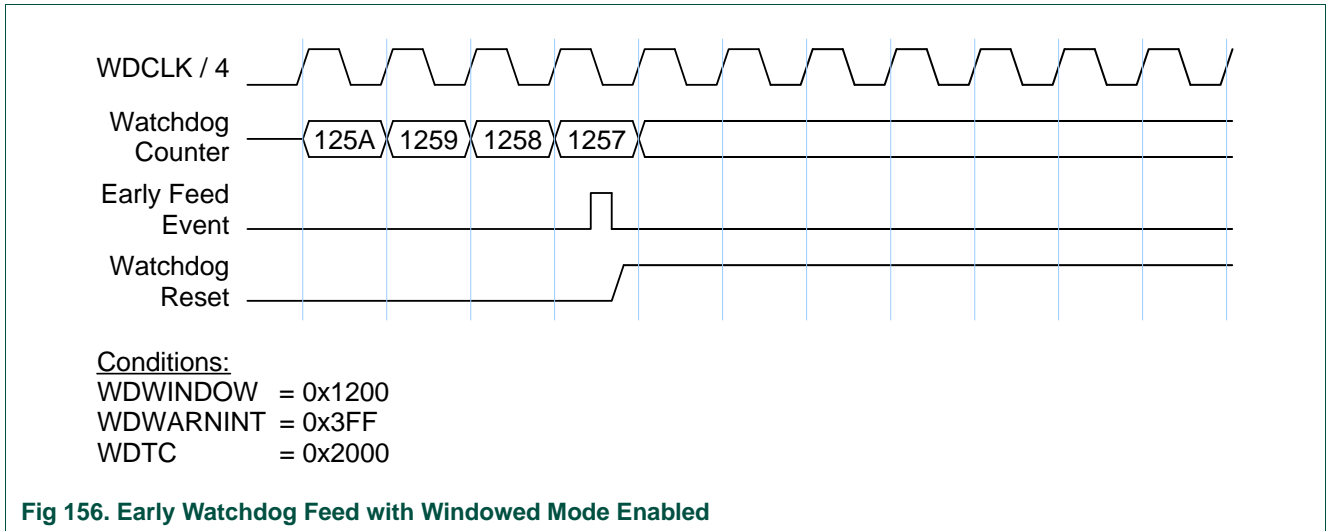 WDCLK / 4
Watchdog
Counter
125A 1259 1258 1257
Early Feed
Event
Watchdog
Reset
Conditions:
WDWINDOW = 0x1200
WDWARNINT = 0x3FF
WDTC = 0x2000
Fig 156. Early Watchdog Feed with Windowed Mode Enabled